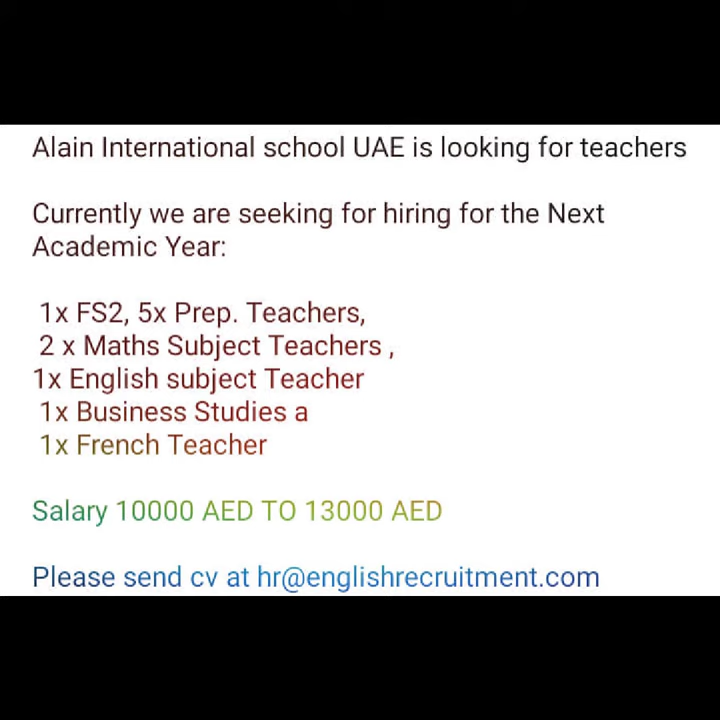 Alain International school UAE is looking for teachers
Currently we are seeking for hiring for the Next
Academic Year:
1x FS2, 5x Prep. Teachers,
2 x Maths Subject Teachers ,
1x English subject Teacher
1x Business Studies a
1x French Teacher
Salary 10000 AED TO 13000 AED
Please send cv at hr@englishrecruitment.com